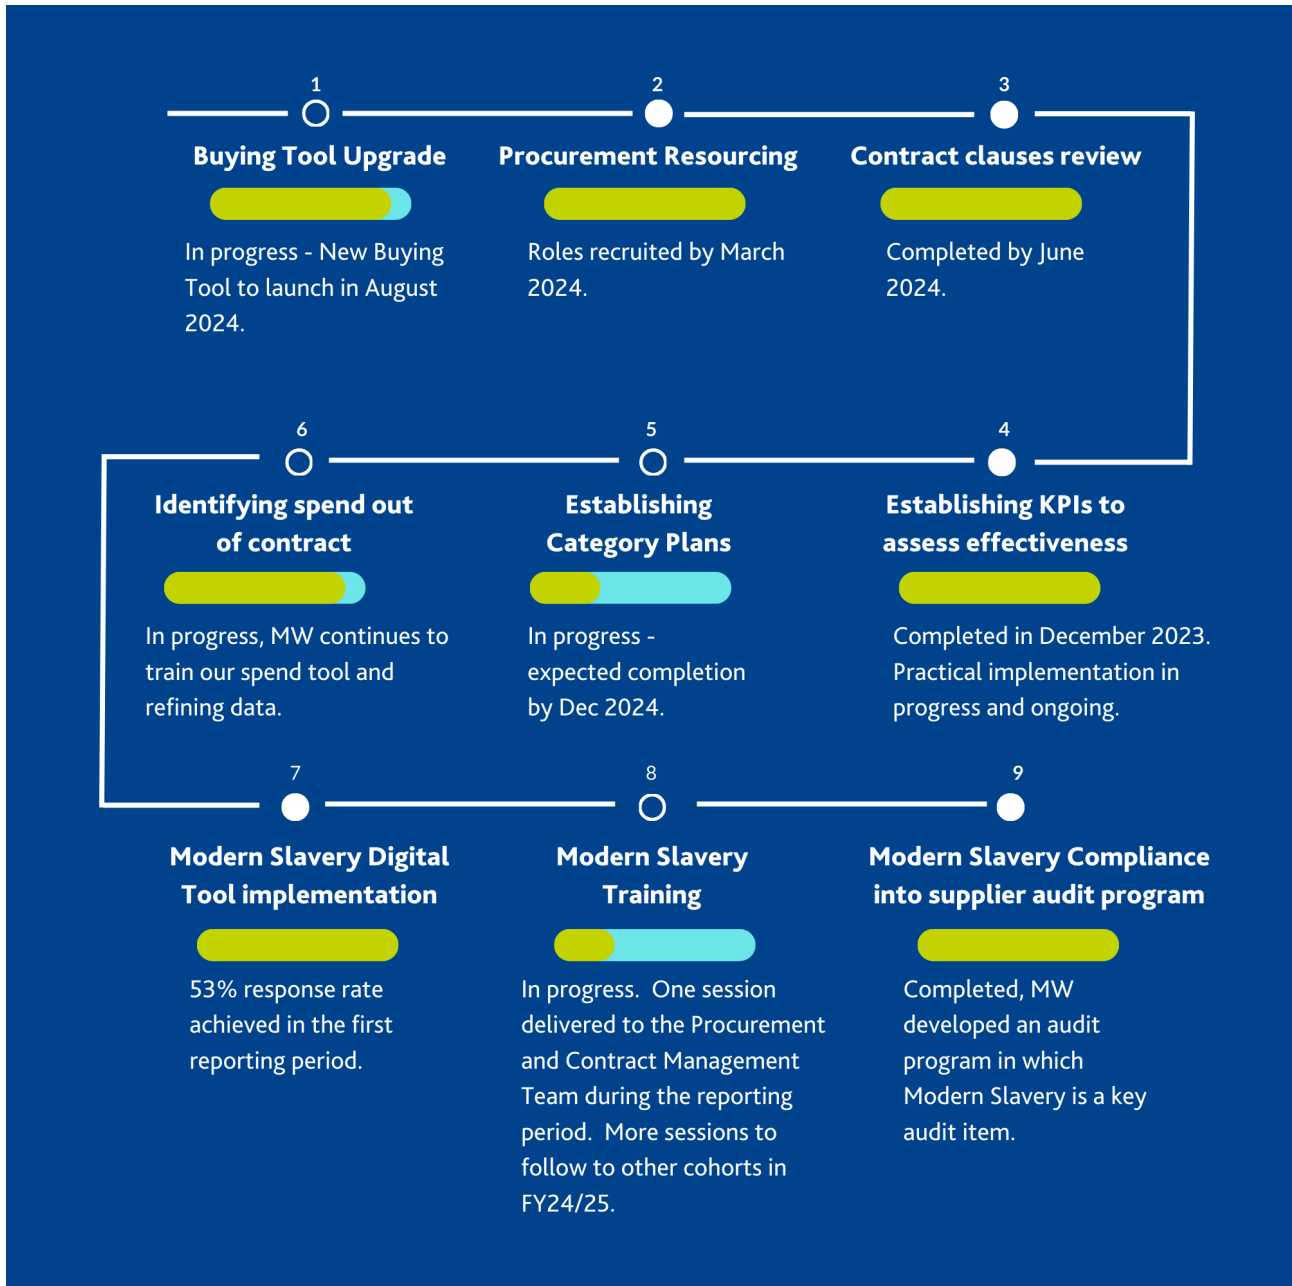 1
Buying Tool Upgrade
In progress - New Buying
Tool to launch in August
2024.
2
Procurement Resourcing
Roles recruited by March
2024.
3
Contract clauses review
Completed by June
2024.
4
Establishing KPIs to
assess effectiveness
Completed in December 2023.
Practical implementation in
progress and ongoing.
5
Establishing
Category Plans
In progress -
expected completion
by Dec 2024.
6
Identifying spend out
of contract
In progress, MW continues to
train our spend tool and
refining data.
7
Modern Slavery Digital
Tool implementation
53% response rate
achieved in the first
reporting period.
8
Modern Slavery
Training
In progress.  One session
delivered to the Procurement
and Contract Management
Team during the reporting
period.  More sessions to
follow to other cohorts in
FY24/25.
9
Modern Slavery Compliance
into supplier audit program
Completed, MW
developed an audit
program in which
Modern Slavery is a key
audit item.